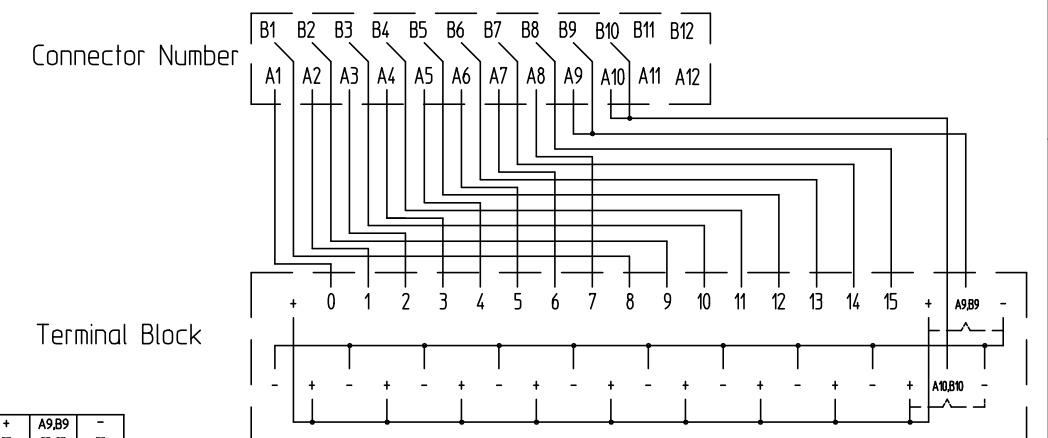 B1 B2 B3 B4 B5 B6 B7 B8 B9 B10 B11 B12
Connector Number
A1 A2 A3 A4 A5 A6 A7 A8 A9 A10 A11 A12
+ 0 1 2 3 4 5 6 7 8 9 10 11 12 13 14 15 + A9,B9 -
Terminal Block
- + - + - + - + - + - + - + - + - + A10,B10 -
+ A9,B9 -